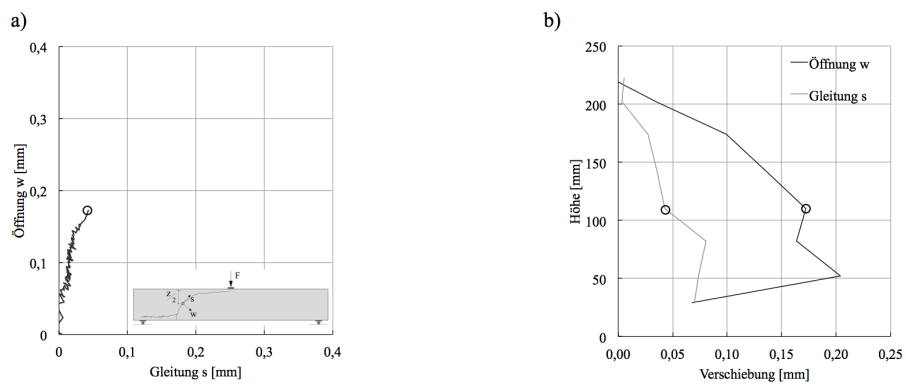 a)
0,4
0,3
0,2
0,1
0
Öffnung w [mm]
0 0,1 0,2 0,3 0,4
Gleitung s [mm]
F
z
2
s
w
b)
250
200
150
100
50
0
Höhe [mm]
Öffnung w
Gleitung s
0,00 0,05 0,10 0,15 0,20 0,25
Verschiebung [mm]